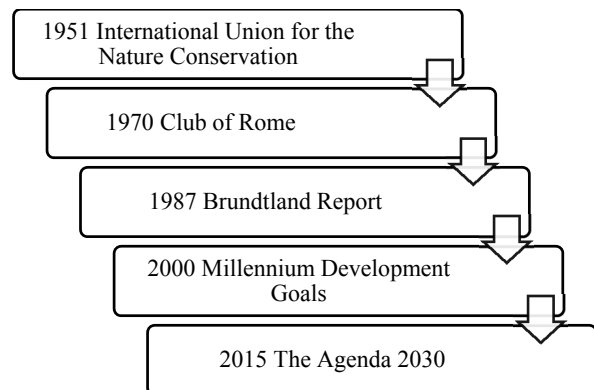 1951 International Union for the
Nature Conservation
1970 Club of Rome
1987 Brundtland Report
2000 Millennium Development
Goals
2015 The Agenda 2030